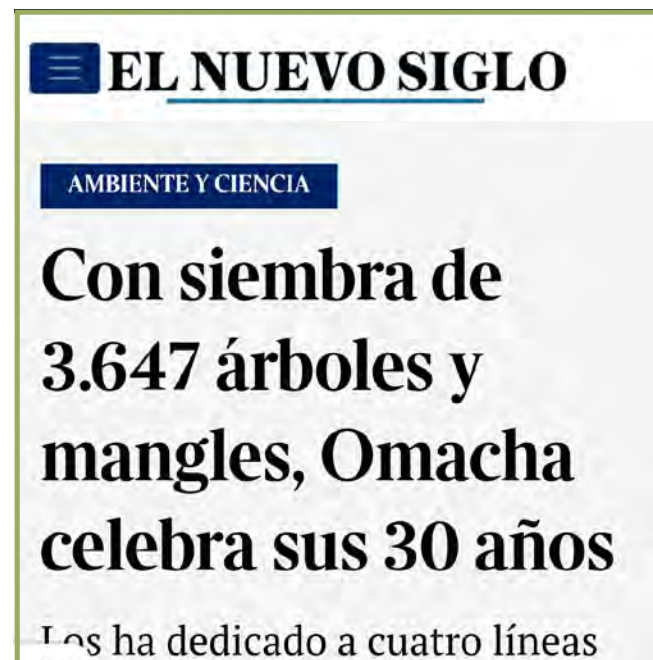 EL NUEVO SIGLO
AMBIENTE Y CIENCIA
Con siembra de
3.647 árboles y
mangles, Omacha
celebra sus 30 años
Los ha dedicado a cuatro líneas